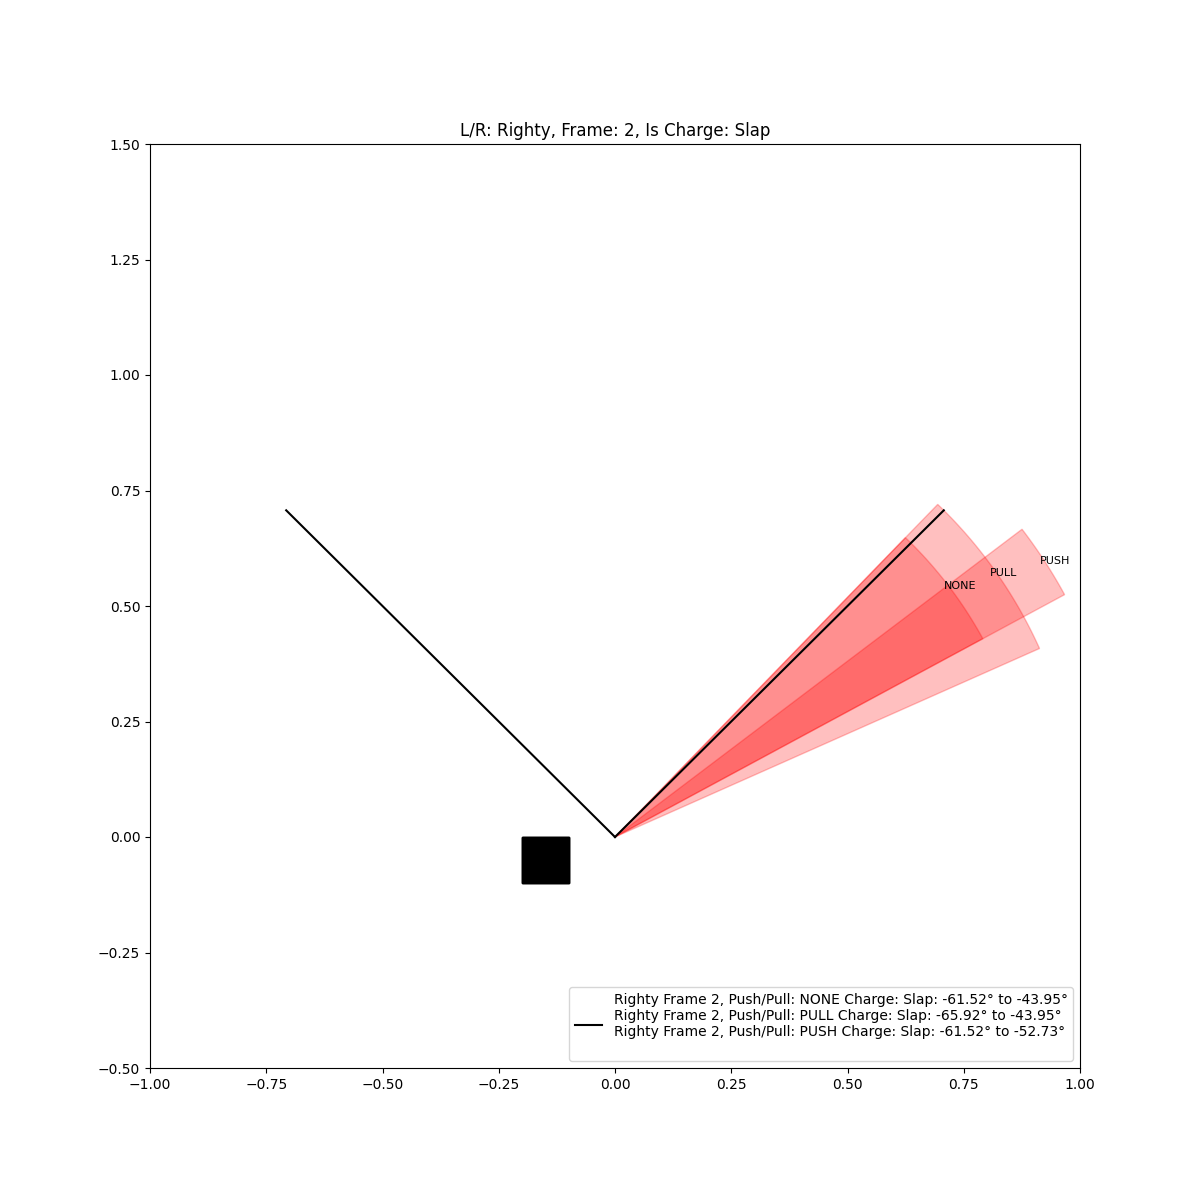 L/R: Righty, Frame: 2, Is Charge: Slap
1.50
1.25
1.00
0.75
0.50
0.25
0.00
−0.25
−0.50
PUSH
PULL
NONE
Righty Frame 2, Push/Pull: NONE Charge: Slap: -61.52° to -43.95°
Righty Frame 2, Push/Pull: PULL Charge: Slap: -65.92° to -43.95°
Righty Frame 2, Push/Pull: PUSH Charge: Slap: -61.52° to -52.73°
−1.00 −0.75 −0.50 −0.25 0.00 0.25 0.50 0.75 1.00